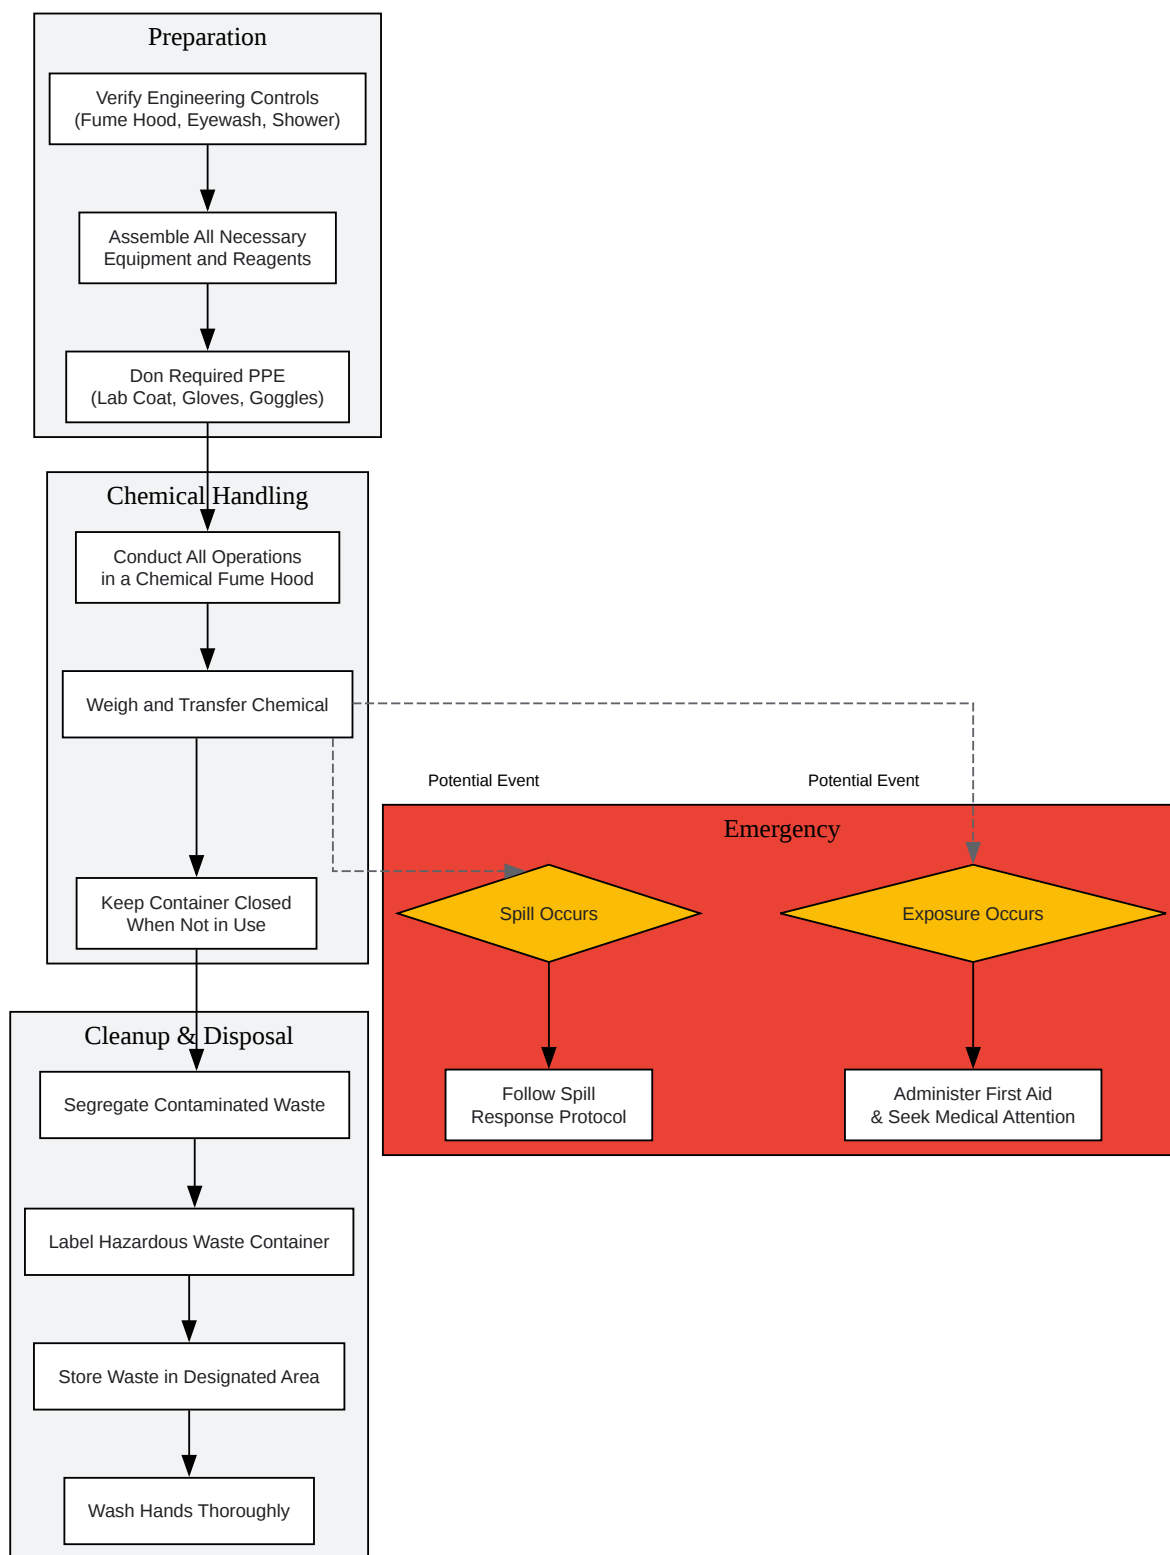 Preparation
Verify Engineering Controls
(Fume Hood, Eyewash, Shower)
Assemble All Necessary
Equipment and Reagents
Don Required PPE
(Lab Coat, Gloves, Goggles)
Chemical Handling
Conduct All Operations
in a Chemical Fume Hood
Weigh and Transfer Chemical
Keep Container Closed
When Not in Use
Potential Event
Potential Event
Emergency
Spill Occurs
Exposure Occurs
Follow Spill
Response Protocol
Administer First Aid
& Seek Medical Attention
Cleanup & Disposal
Segregate Contaminated Waste
Label Hazardous Waste Container
Store Waste in Designated Area
Wash Hands Thoroughly